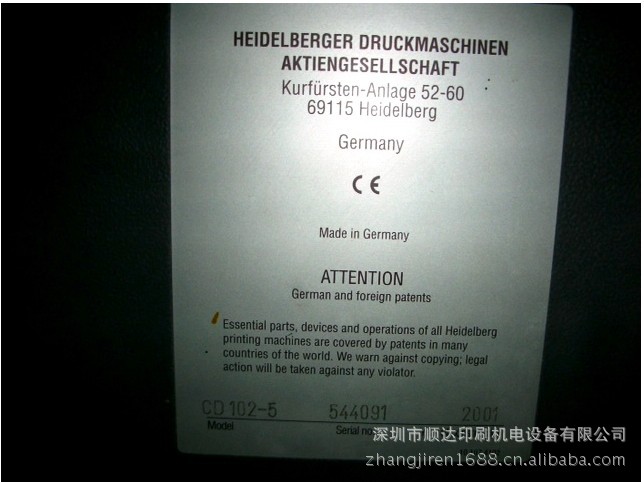 HEIDELBERGER DRUCKMASCHINEN
AKTIENGESELLSCHAFT
Kurfürsten-Anlage 52-60
69115 Heidelberg
Germany
CE
Made in Germany
ATTENTION
German and foreign patents
Essential parts, devices and operations of all Heidelberg
printing machines are covered by patents in many
countries of the world. We warn against copying; legal
action will be taken against any violator.
CD 102-5 544091 2001
Model Serial no
深圳市顺达印刷机电设备有限公司
zhangjiren1688.cn.alibaba.com